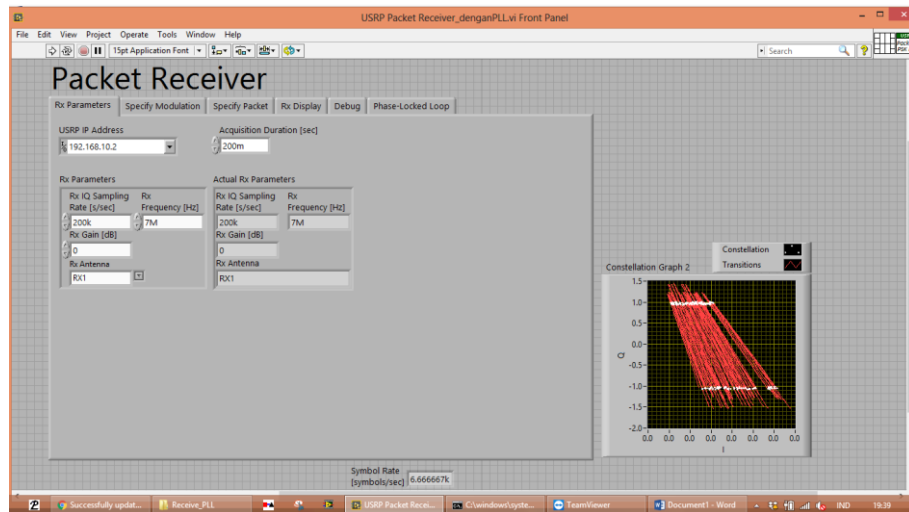 USRP Packet Receiver_denganPLL.vi Front Panel
File Edit View Project Operate Tools Window Help
15pt Application Font
Search
Packet Receiver
Rx Parameters Specify Modulation Specify Packet Rx Display Debug Phase-Locked Loop
USRP IP Address Acquisition Duration [sec]
192.168.10.2 200m
Rx Parameters Actual Rx Parameters
Rx IQ Sampling Rx Rx IQ Sampling Rx
Rate [s/sec] Frequency [Hz] Rate [s/sec] Frequency [Hz]
200k 7M 200k 7M
Rx Gain [dB] Rx Gain [dB]
0 0
Rx Antenna Rx Antenna
RX1 RX1
Constellation
Constellation Graph 2 Transitions
1.5
1.0
0.5
0.0
Q
-0.5
-1.0
-1.5
-2.0
0.0 0.0 0.0 0.0 0.0 0.0 0.0 0.0
I
Symbol Rate
[symbols/sec] 6.666667k
Successfully updat... Receive_PLL USRP Packet Recei... C:\windows\syste... TeamViewer Document1 - Word IND 19:39